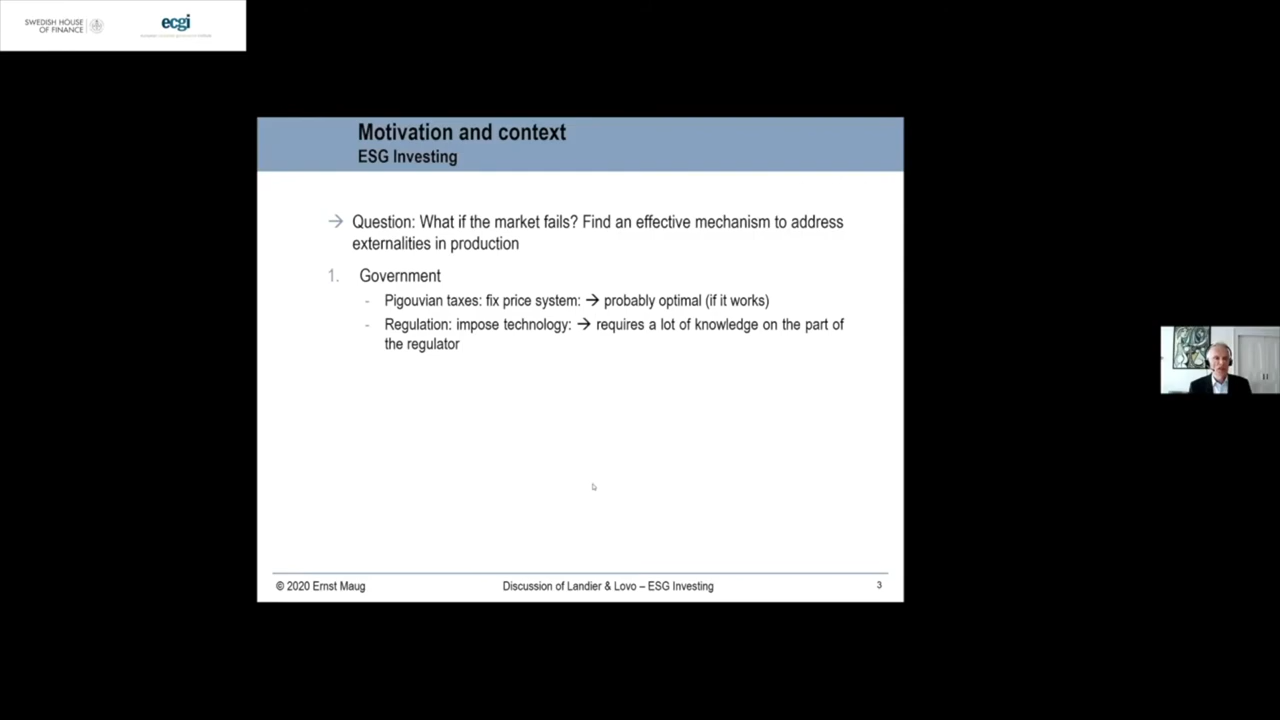 SWEDISH HOUSE
OF FINANCE
ecgi
Motivation and context
ESG Investing
→ Question: What if the market fails? Find an effective mechanism to address
externalities in production
1. Government
- Pigouvian taxes: fix price system: → probably optimal (if it works)
- Regulation: impose technology: → requires a lot of knowledge on the part of
the regulator
© 2020 Ernst Maug
Discussion of Landier & Lovo – ESG Investing
3